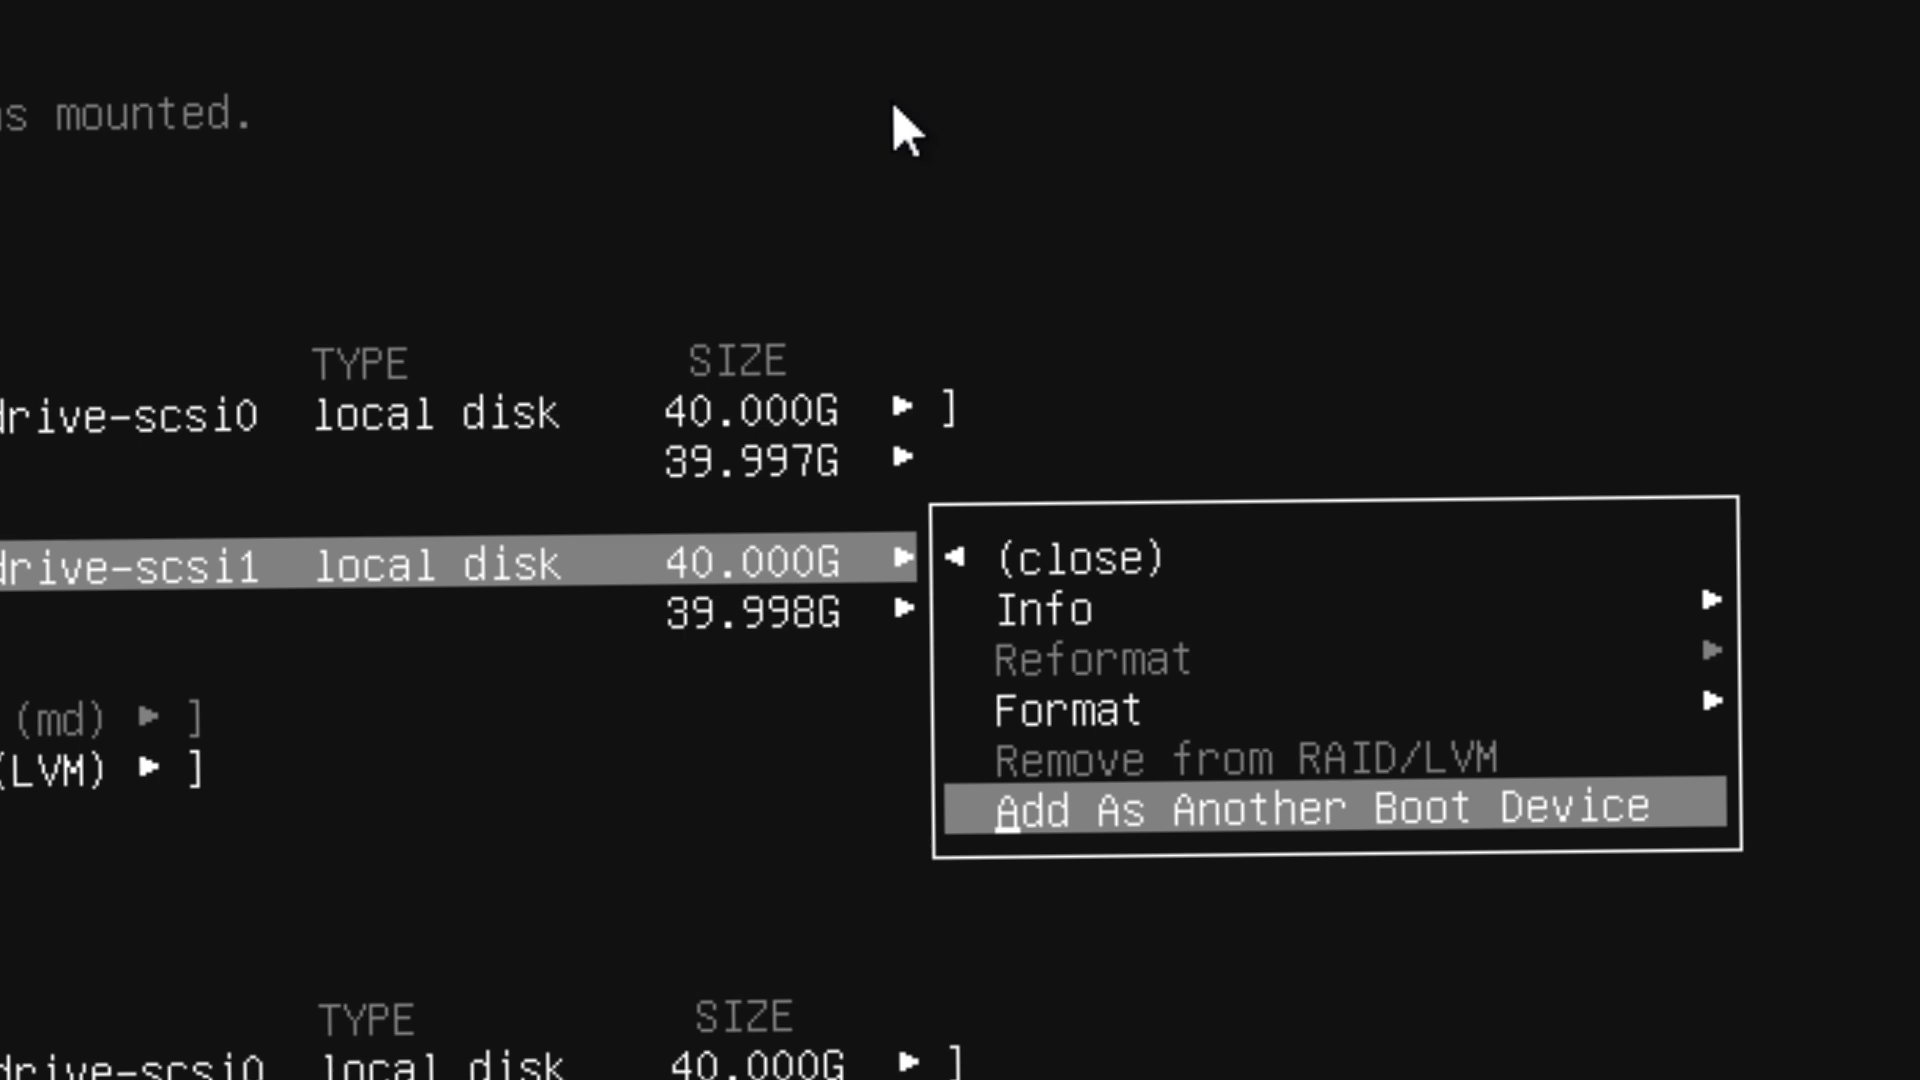 s mounted.
TYPE SIZE
drive-scsi0 local disk 40.000G ▶ ]
39.997G ▶
drive-scsi1 local disk 40.000G ▶
39.998G ▶
◀ (close)
Info ▶
Reformat ▶
Format ▶
Remove from RAID/LVM
Add As Another Boot Device
(md) ▶ ]
(LVM) ▶ ]
TYPE SIZE
drive-scsi0 local disk 40.000G ▶ ]